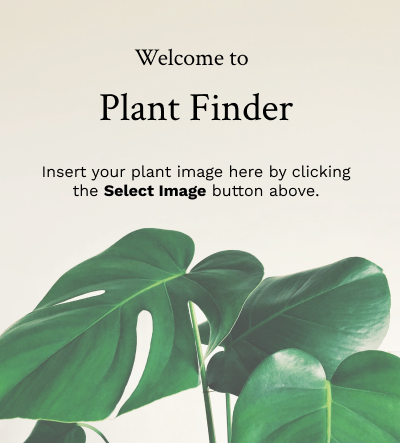 Welcome to
Plant Finder
Insert your plant image here by clicking
the Select Image button above.